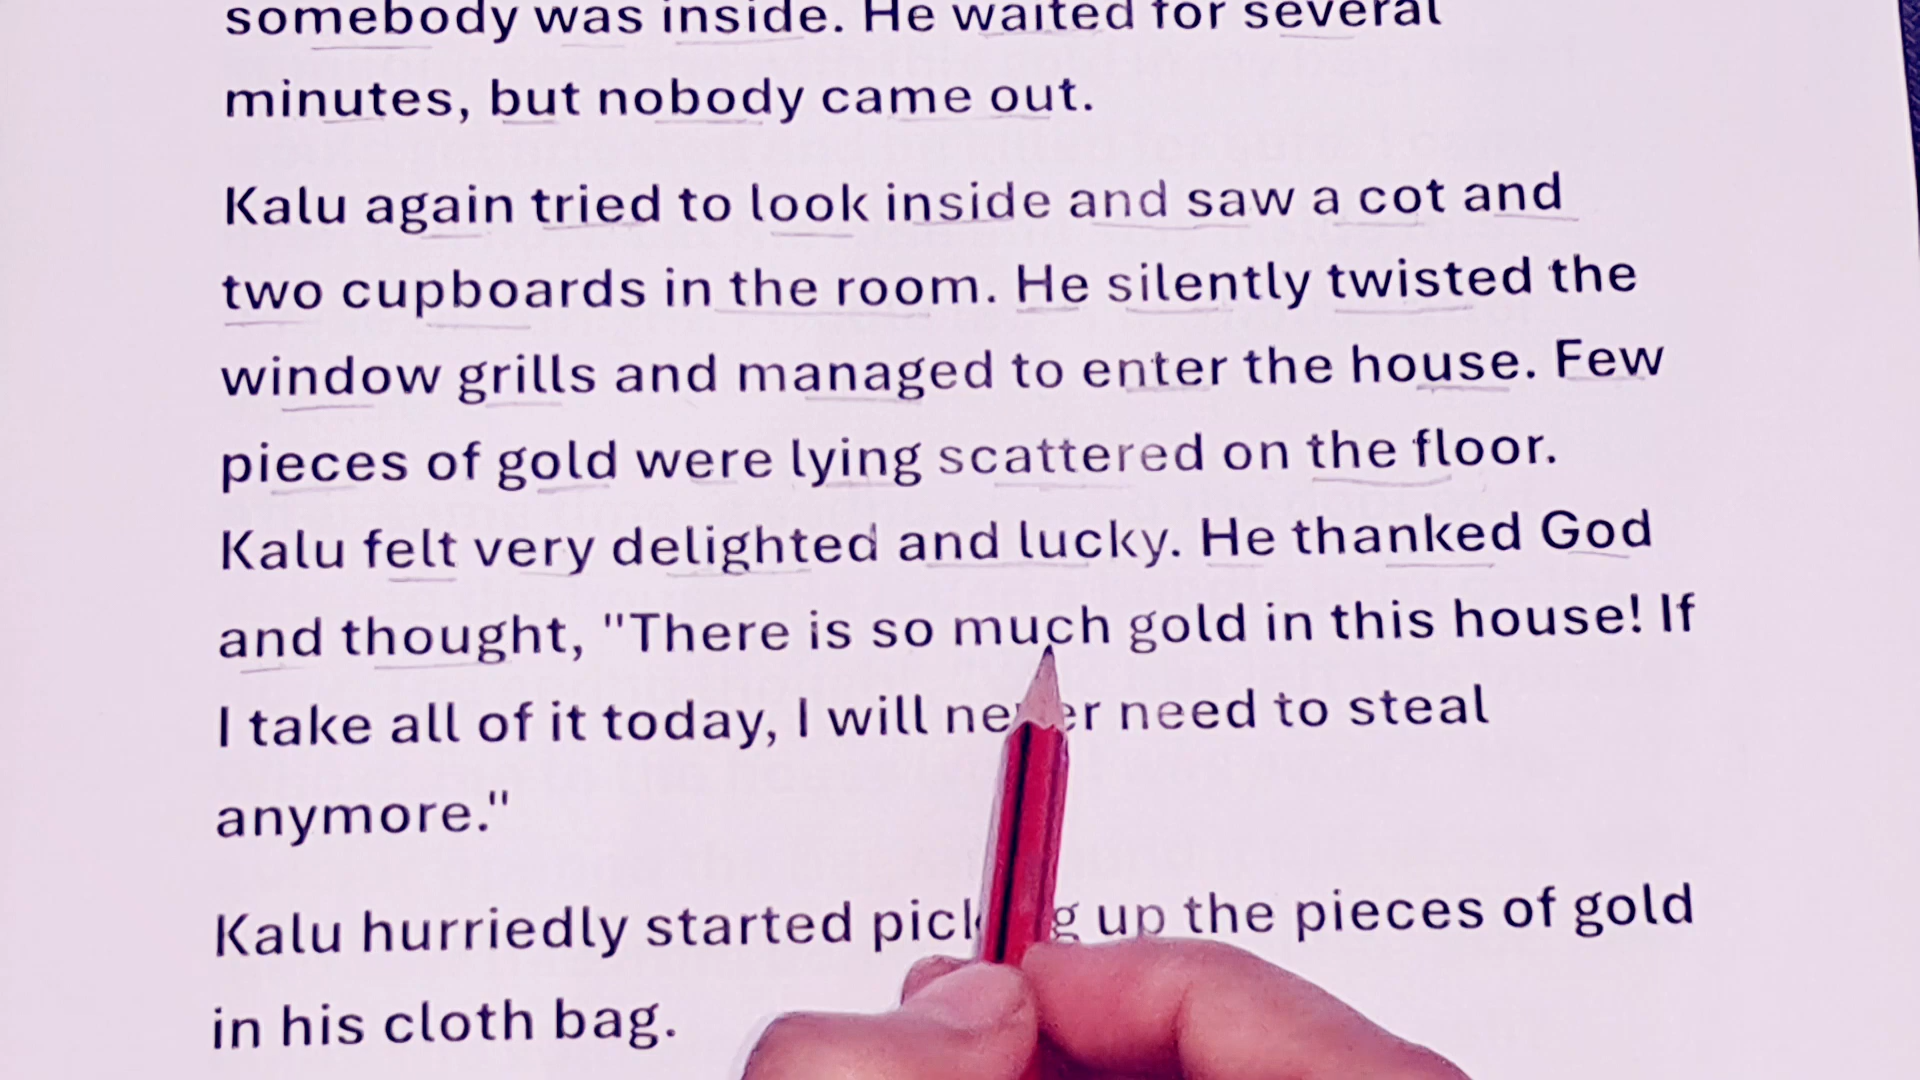 somebody was inside. He waited for several
minutes, but nobody came out.
Kalu again tried to look inside and saw a cot and
two cupboards in the room. He silently twisted the
window grills and managed to enter the house. Few
pieces of gold were lying scattered on the floor.
Kalu felt very delighted and lucky. He thanked God
and thought, "There is so much gold in this house! If
I take all of it today, I will never need to steal
anymore."
Kalu hurriedly started picking up the pieces of gold
in his cloth bag.